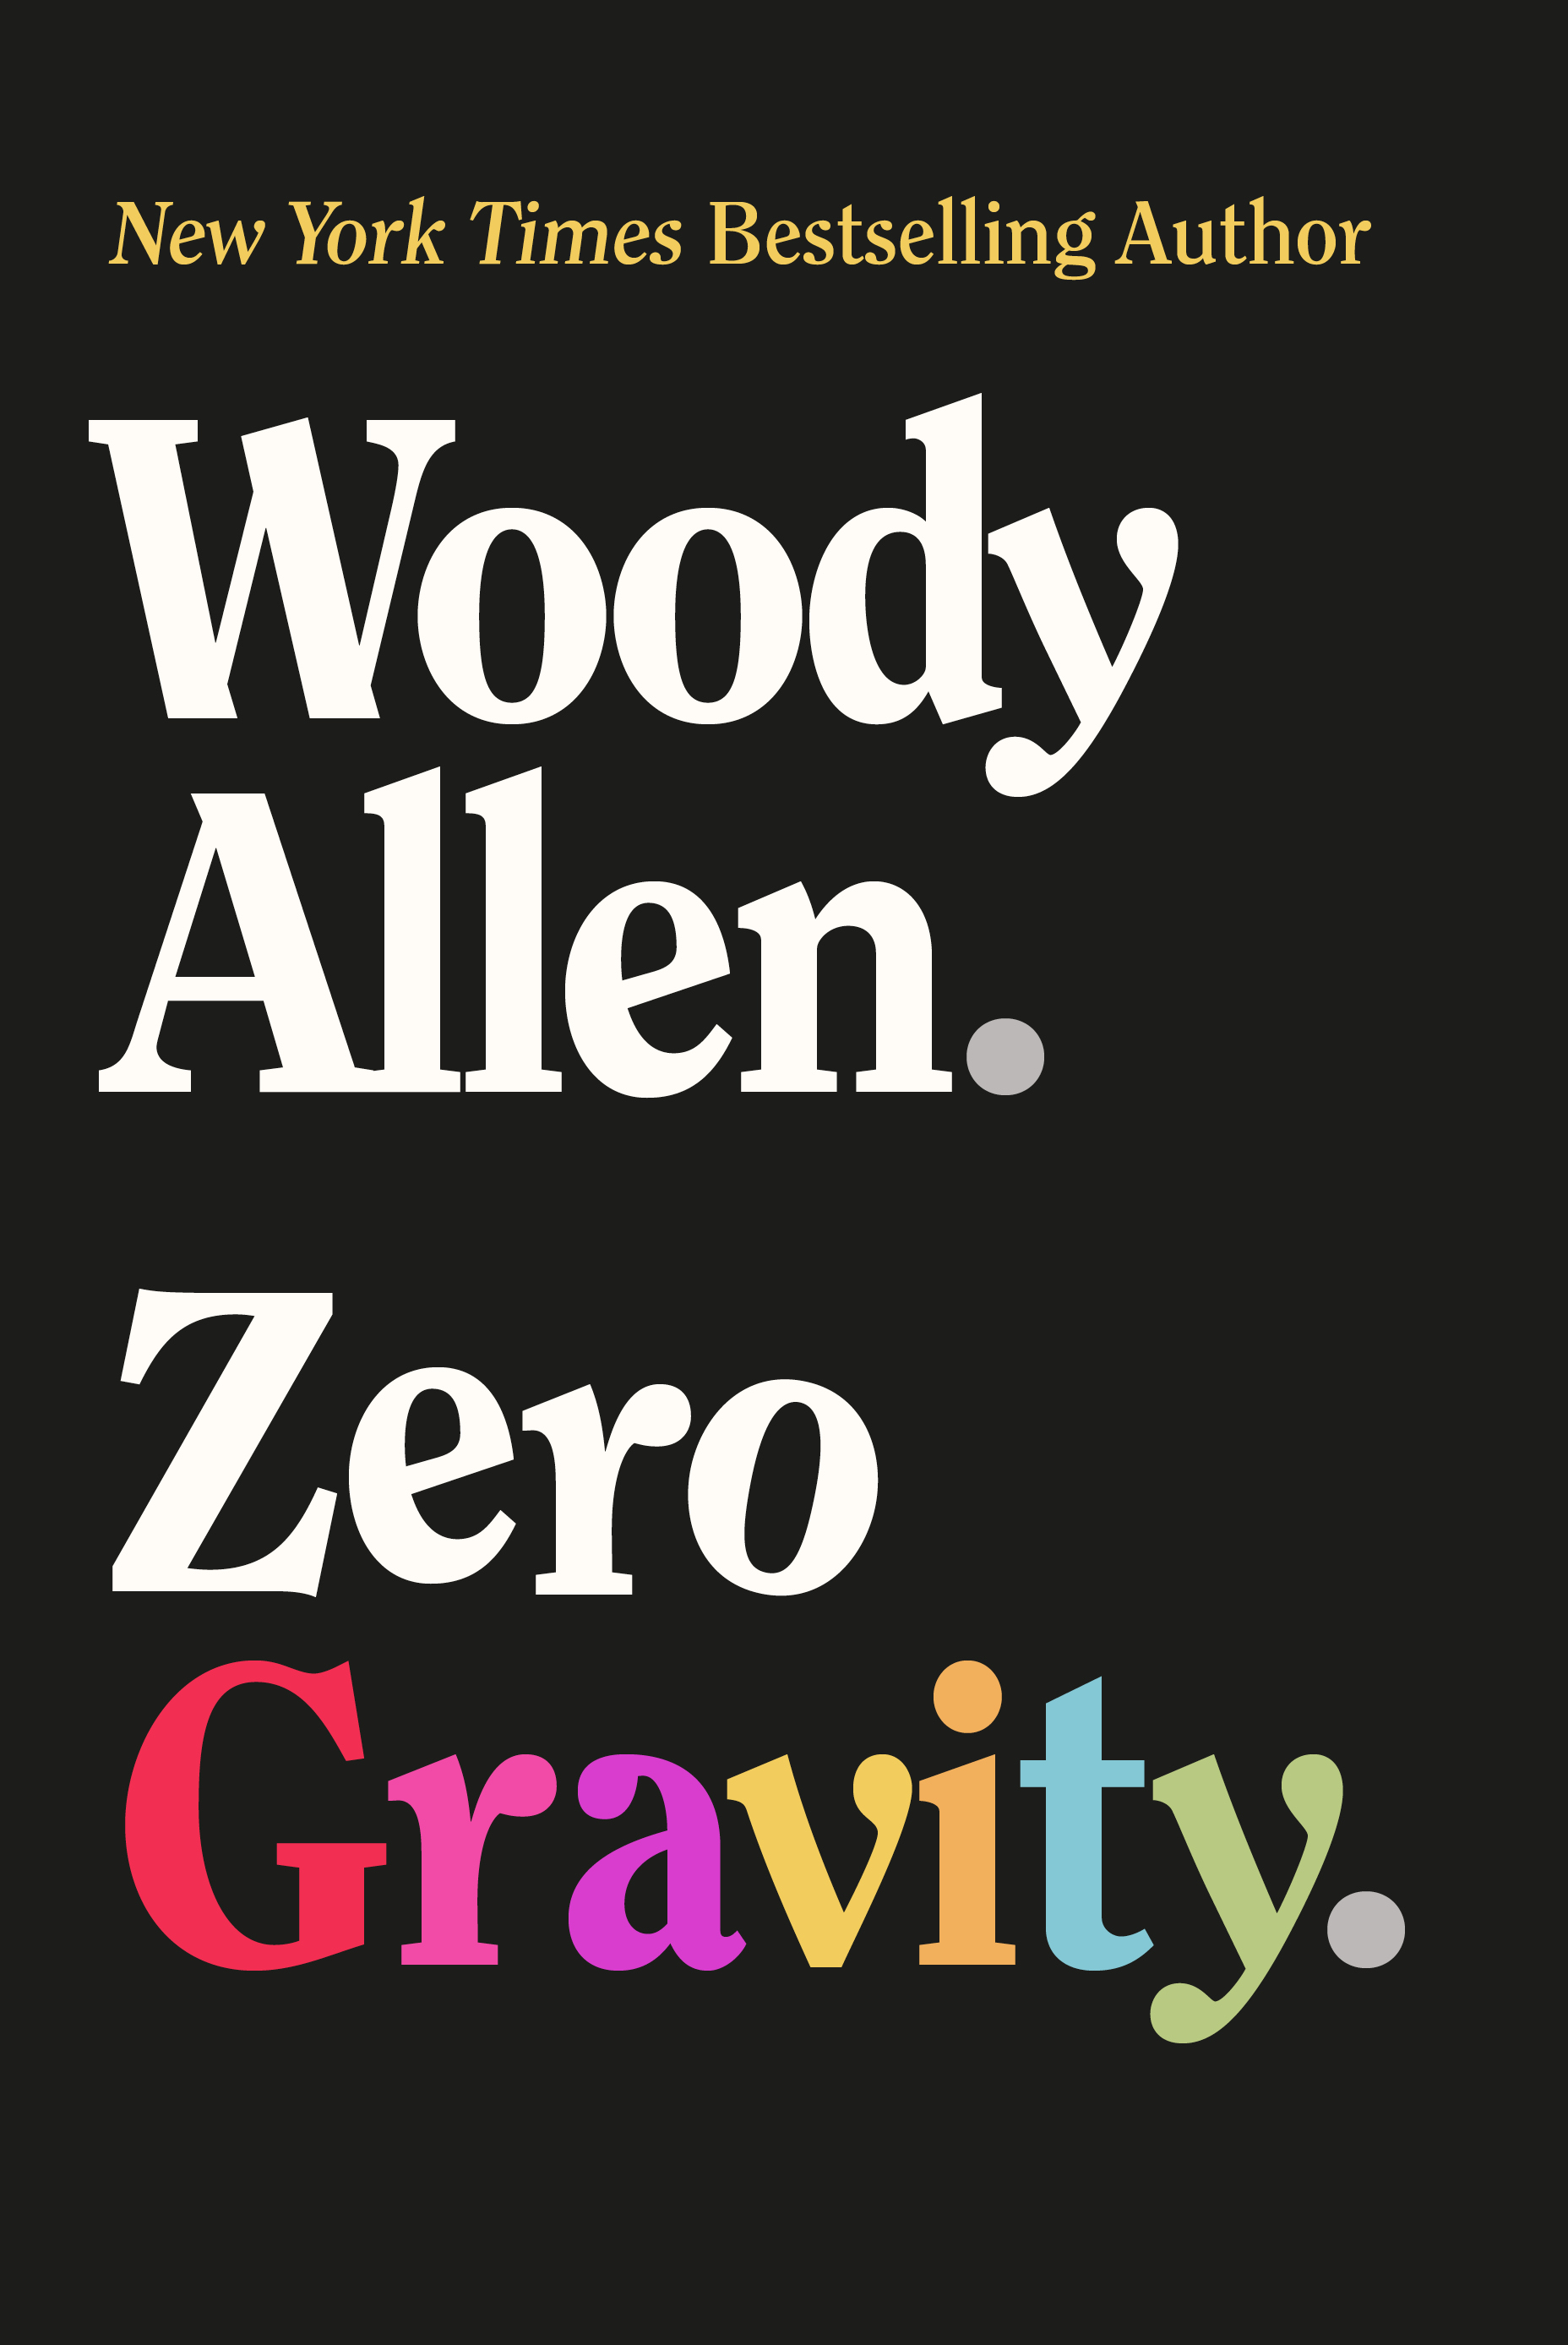 New York Times Bestselling Author
Woody
Allen.
Zero
Gravity.